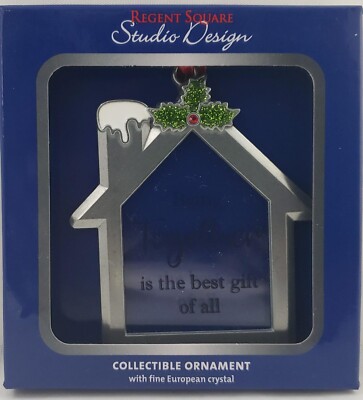 REGENT SQUARE
Studio Design
is the best gift
of all
COLLECTIBLE ORNAMENT
with fine European crystal